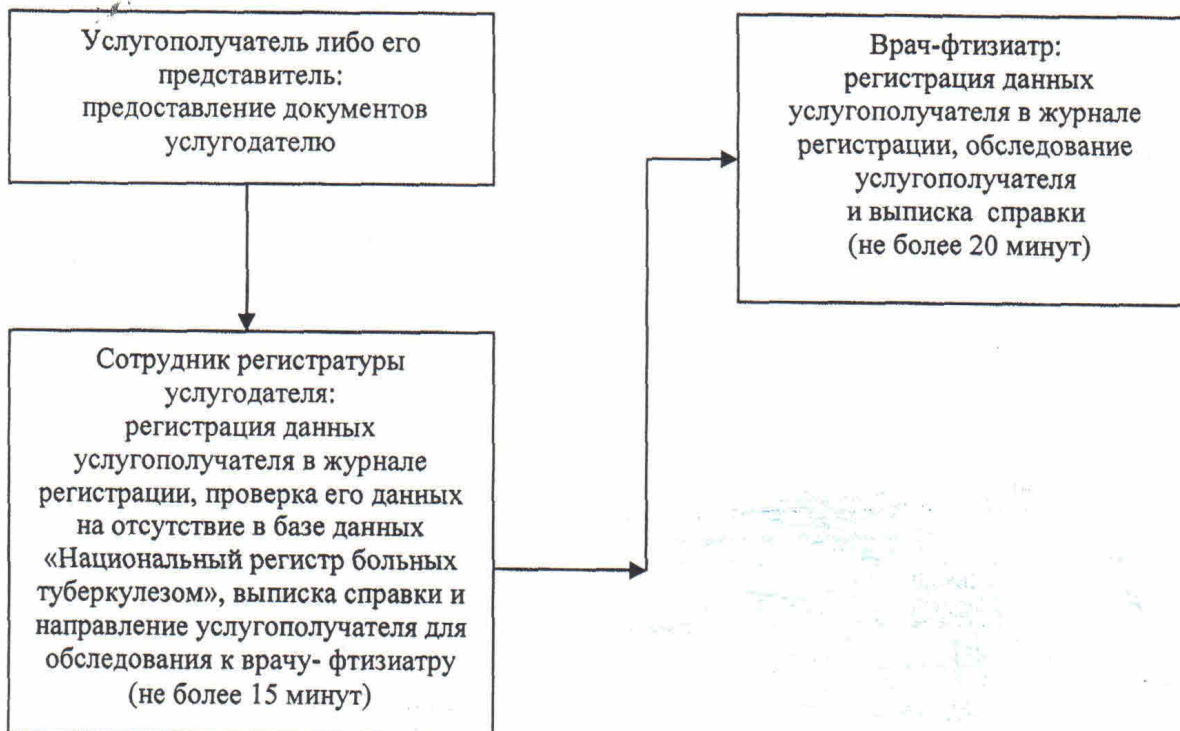 Услугополучатель либо его
представитель:
предоставление документов
услугодателю
Сотрудник регистратуры
услугодателя:
регистрация данных
услугополучателя в журнале
регистрации, проверка его данных
на отсутствие в базе данных
«Национальный регистр больных
туберкулезом», выписка справки и
направление услугополучателя для
обследования к врачу- фтизиатру
(не более 15 минут)
Врач-фтизиатр:
регистрация данных
услугополучателя в журнале
регистрации, обследование
услугополучателя
и выписка  справки
(не более 20 минут)